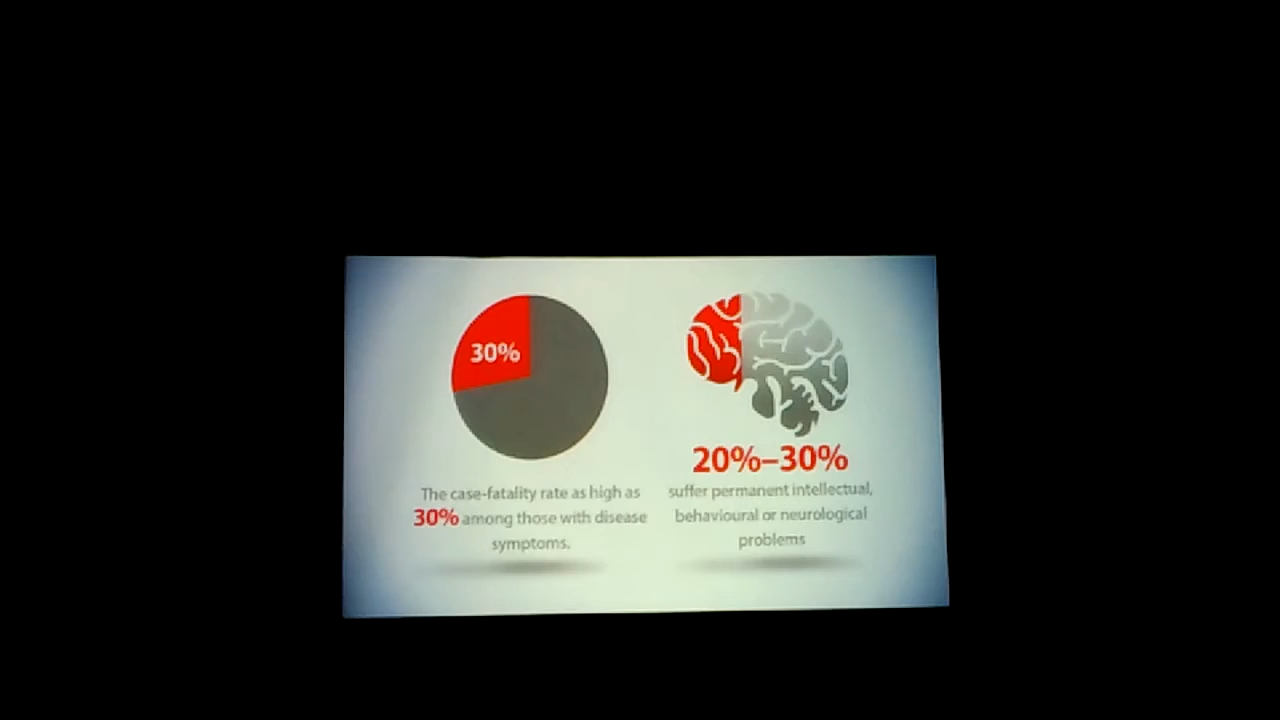 30%
The case-fatality rate as high as
30% among those with disease
symptoms.
20%–30%
suffer permanent intellectual,
behavioural or neurological
problems